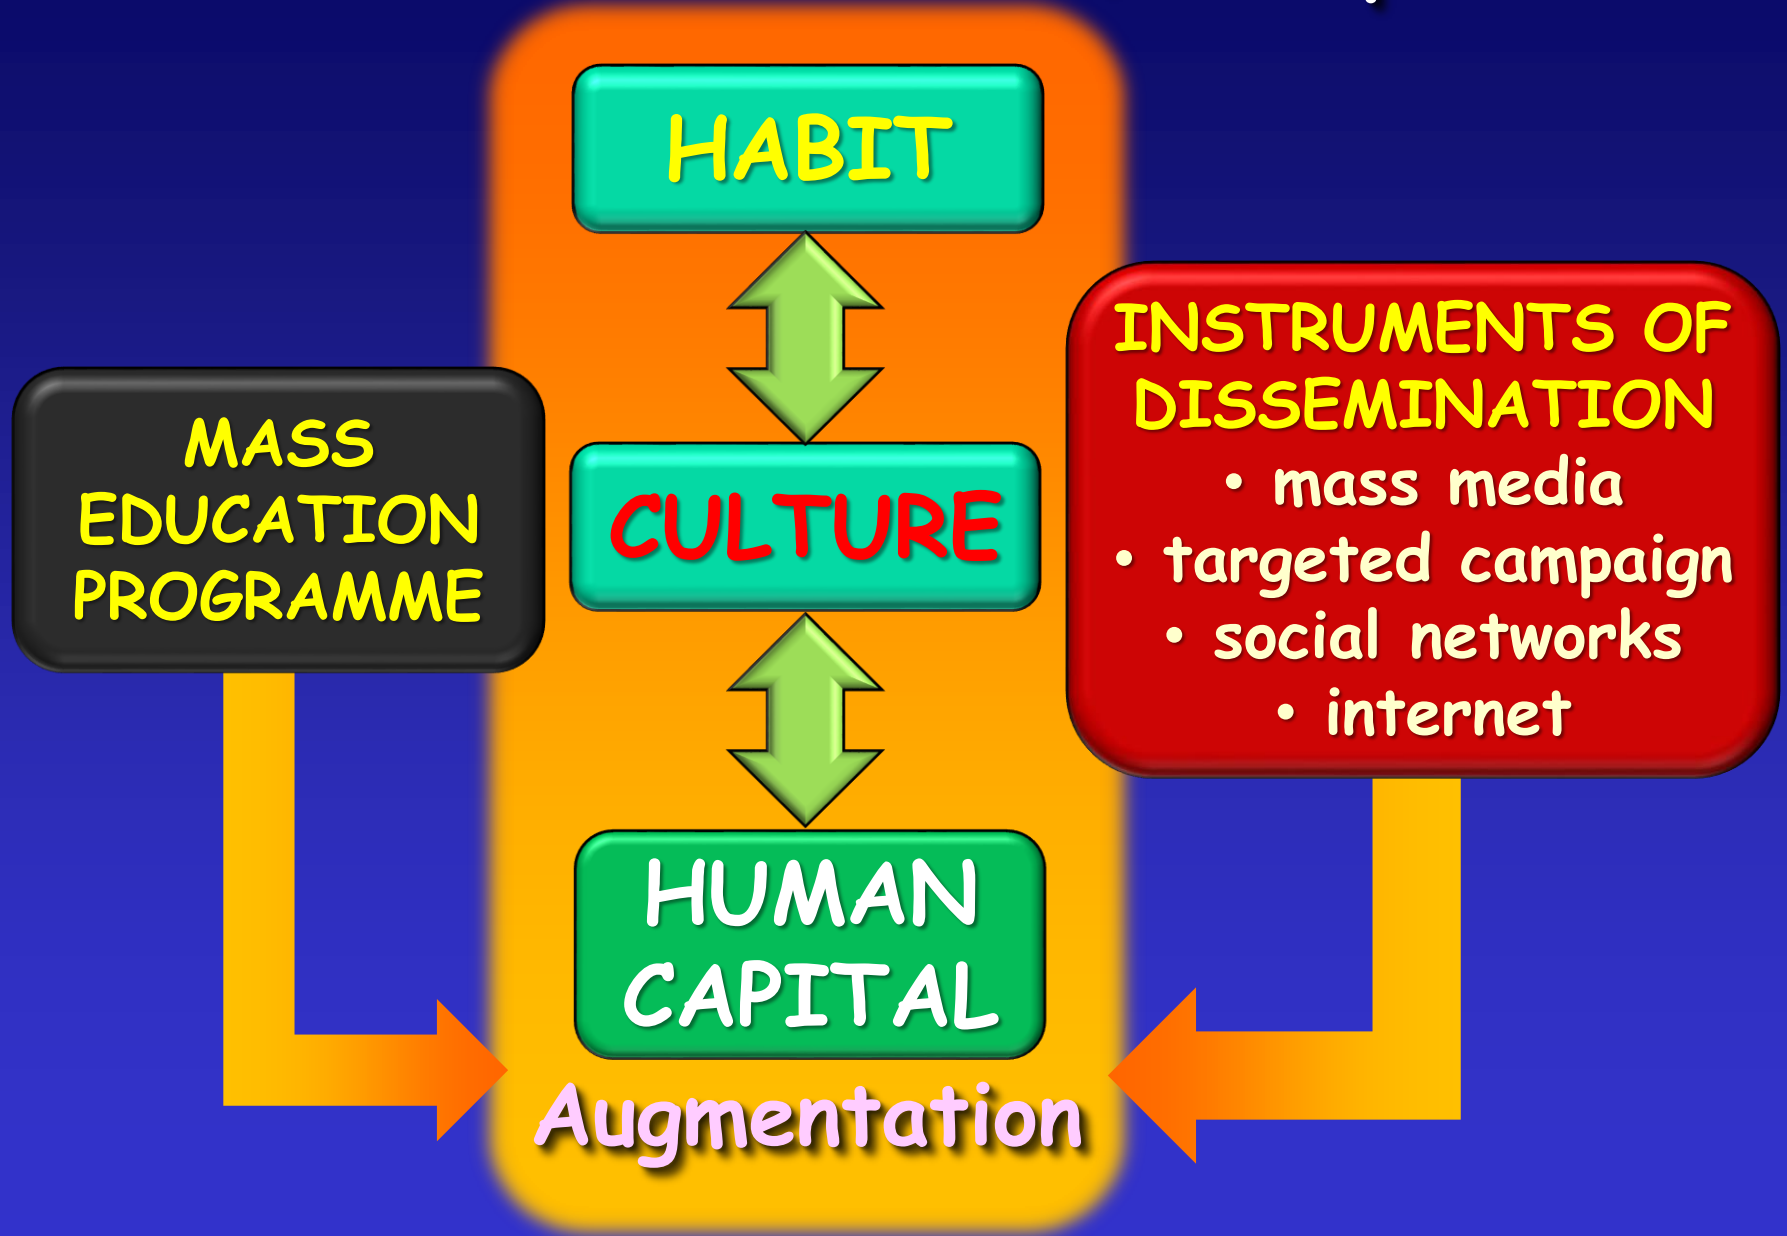 HABIT
CULTURE
HUMAN
CAPITAL
Augmentation
MASS
EDUCATION
PROGRAMME
INSTRUMENTS OF
DISSEMINATION
• mass media
• targeted campaign
• social networks
• internet